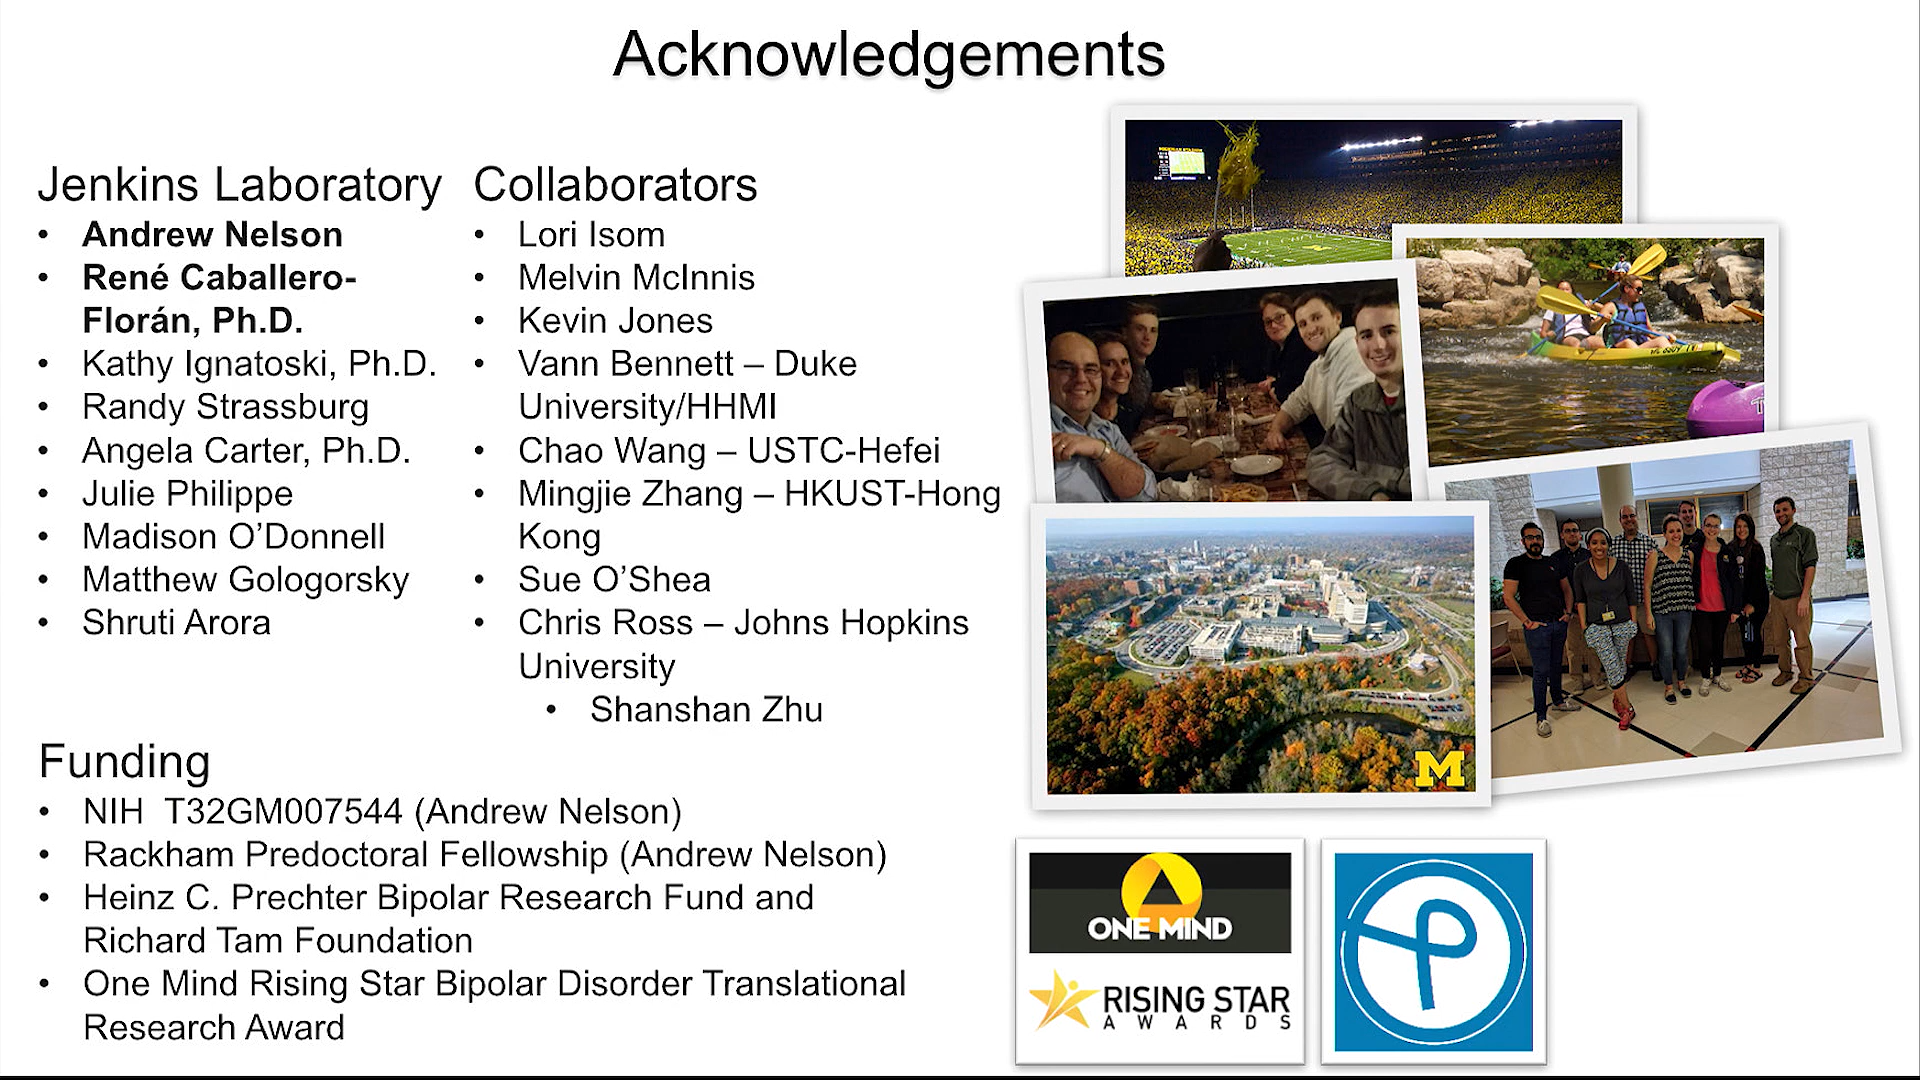 Acknowledgements
Jenkins Laboratory
• Andrew Nelson
• René Caballero-
Florán, Ph.D.
• Kathy Ignatoski, Ph.D.
• Randy Strassburg
• Angela Carter, Ph.D.
• Julie Philippe
• Madison O’Donnell
• Matthew Gologorsky
• Shruti Arora
Collaborators
• Lori Isom
• Melvin McInnis
• Kevin Jones
• Vann Bennett – Duke
University/HHMI
• Chao Wang – USTC-Hefei
• Mingjie Zhang – HKUST-Hong
Kong
• Sue O’Shea
• Chris Ross – Johns Hopkins
University
• Shanshan Zhu
Funding
• NIH  T32GM007544 (Andrew Nelson)
• Rackham Predoctoral Fellowship (Andrew Nelson)
• Heinz C. Prechter Bipolar Research Fund and
Richard Tam Foundation
• One Mind Rising Star Bipolar Disorder Translational
Research Award
M
ONE MIND
RISING STAR
AWARDS